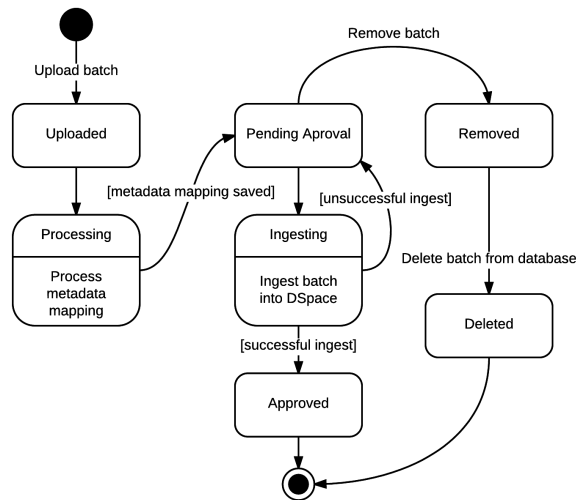 Remove batch
Upload batch
Uploaded
Pending Aproval
Removed
[metadata mapping saved]
[unsuccessful ingest]
Processing
Process
metadata
mapping
Ingesting
Ingest batch
into DSpace
Delete batch from database
Deleted
[successful ingest]
Approved